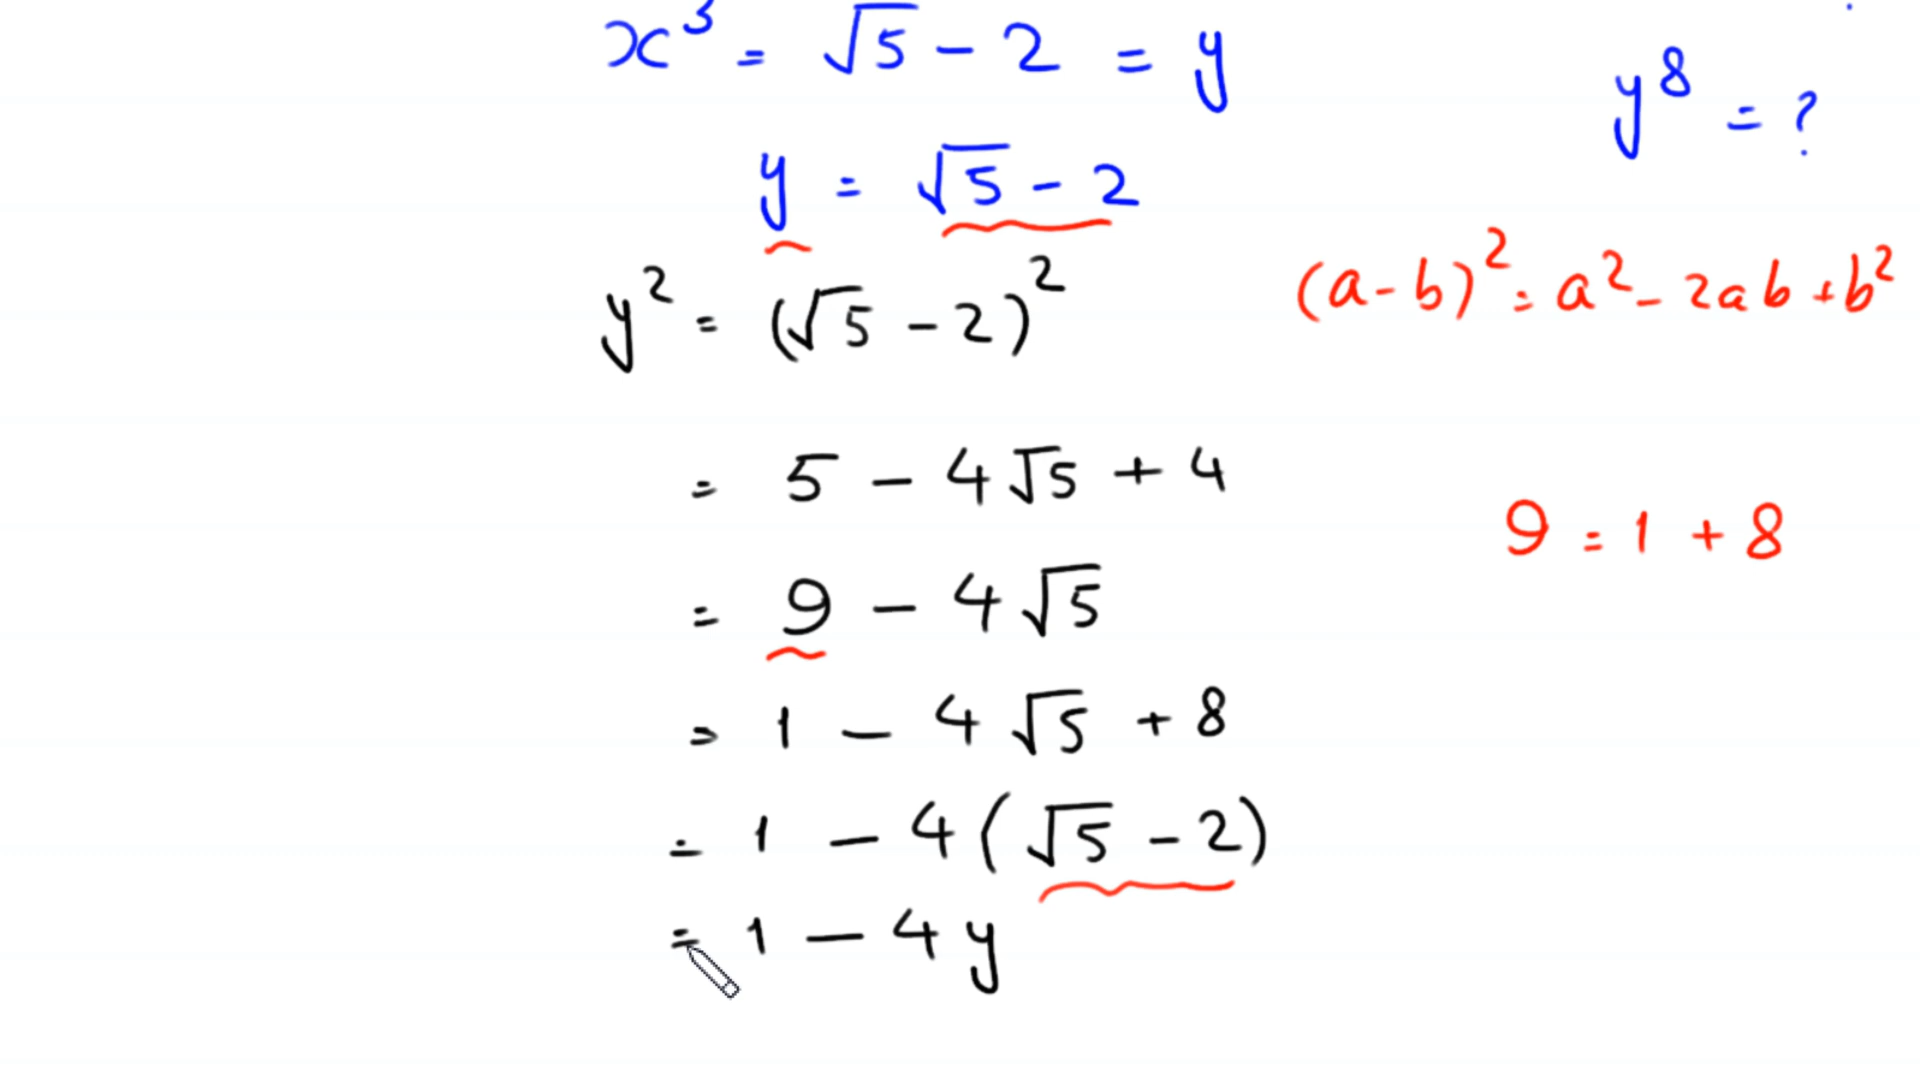 x³ = √5 - 2 = y
y⁸ = ?
y = √5 - 2
y² = (√5 - 2)²
(a - b)² = a² - 2ab + b²
= 5 - 4√5 + 4
9 = 1 + 8
= 9 - 4√5
= 1 - 4√5 + 8
= 1 - 4(√5 - 2)
= 1 - 4y